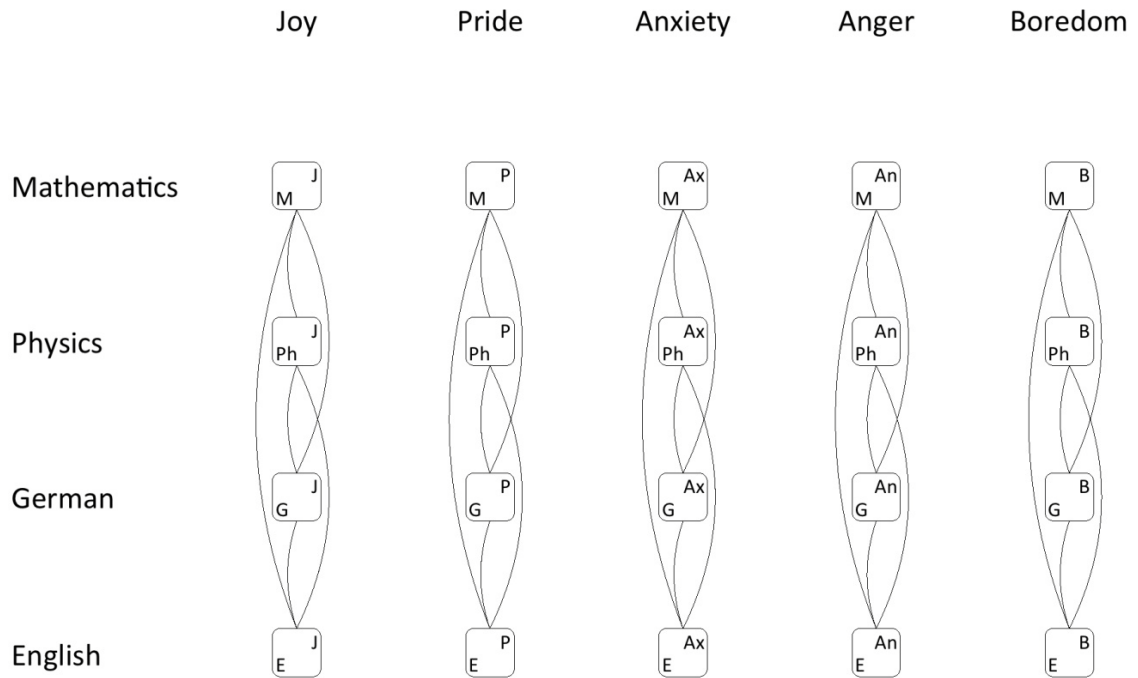 Joy Pride Anxiety Anger Boredom
J P Ax An B
Mathematics
M M M M M
J P Ax An B
Physics
Ph Ph Ph Ph Ph
J P Ax An B
German
G G G G G
J P Ax An B
English
E E E E E